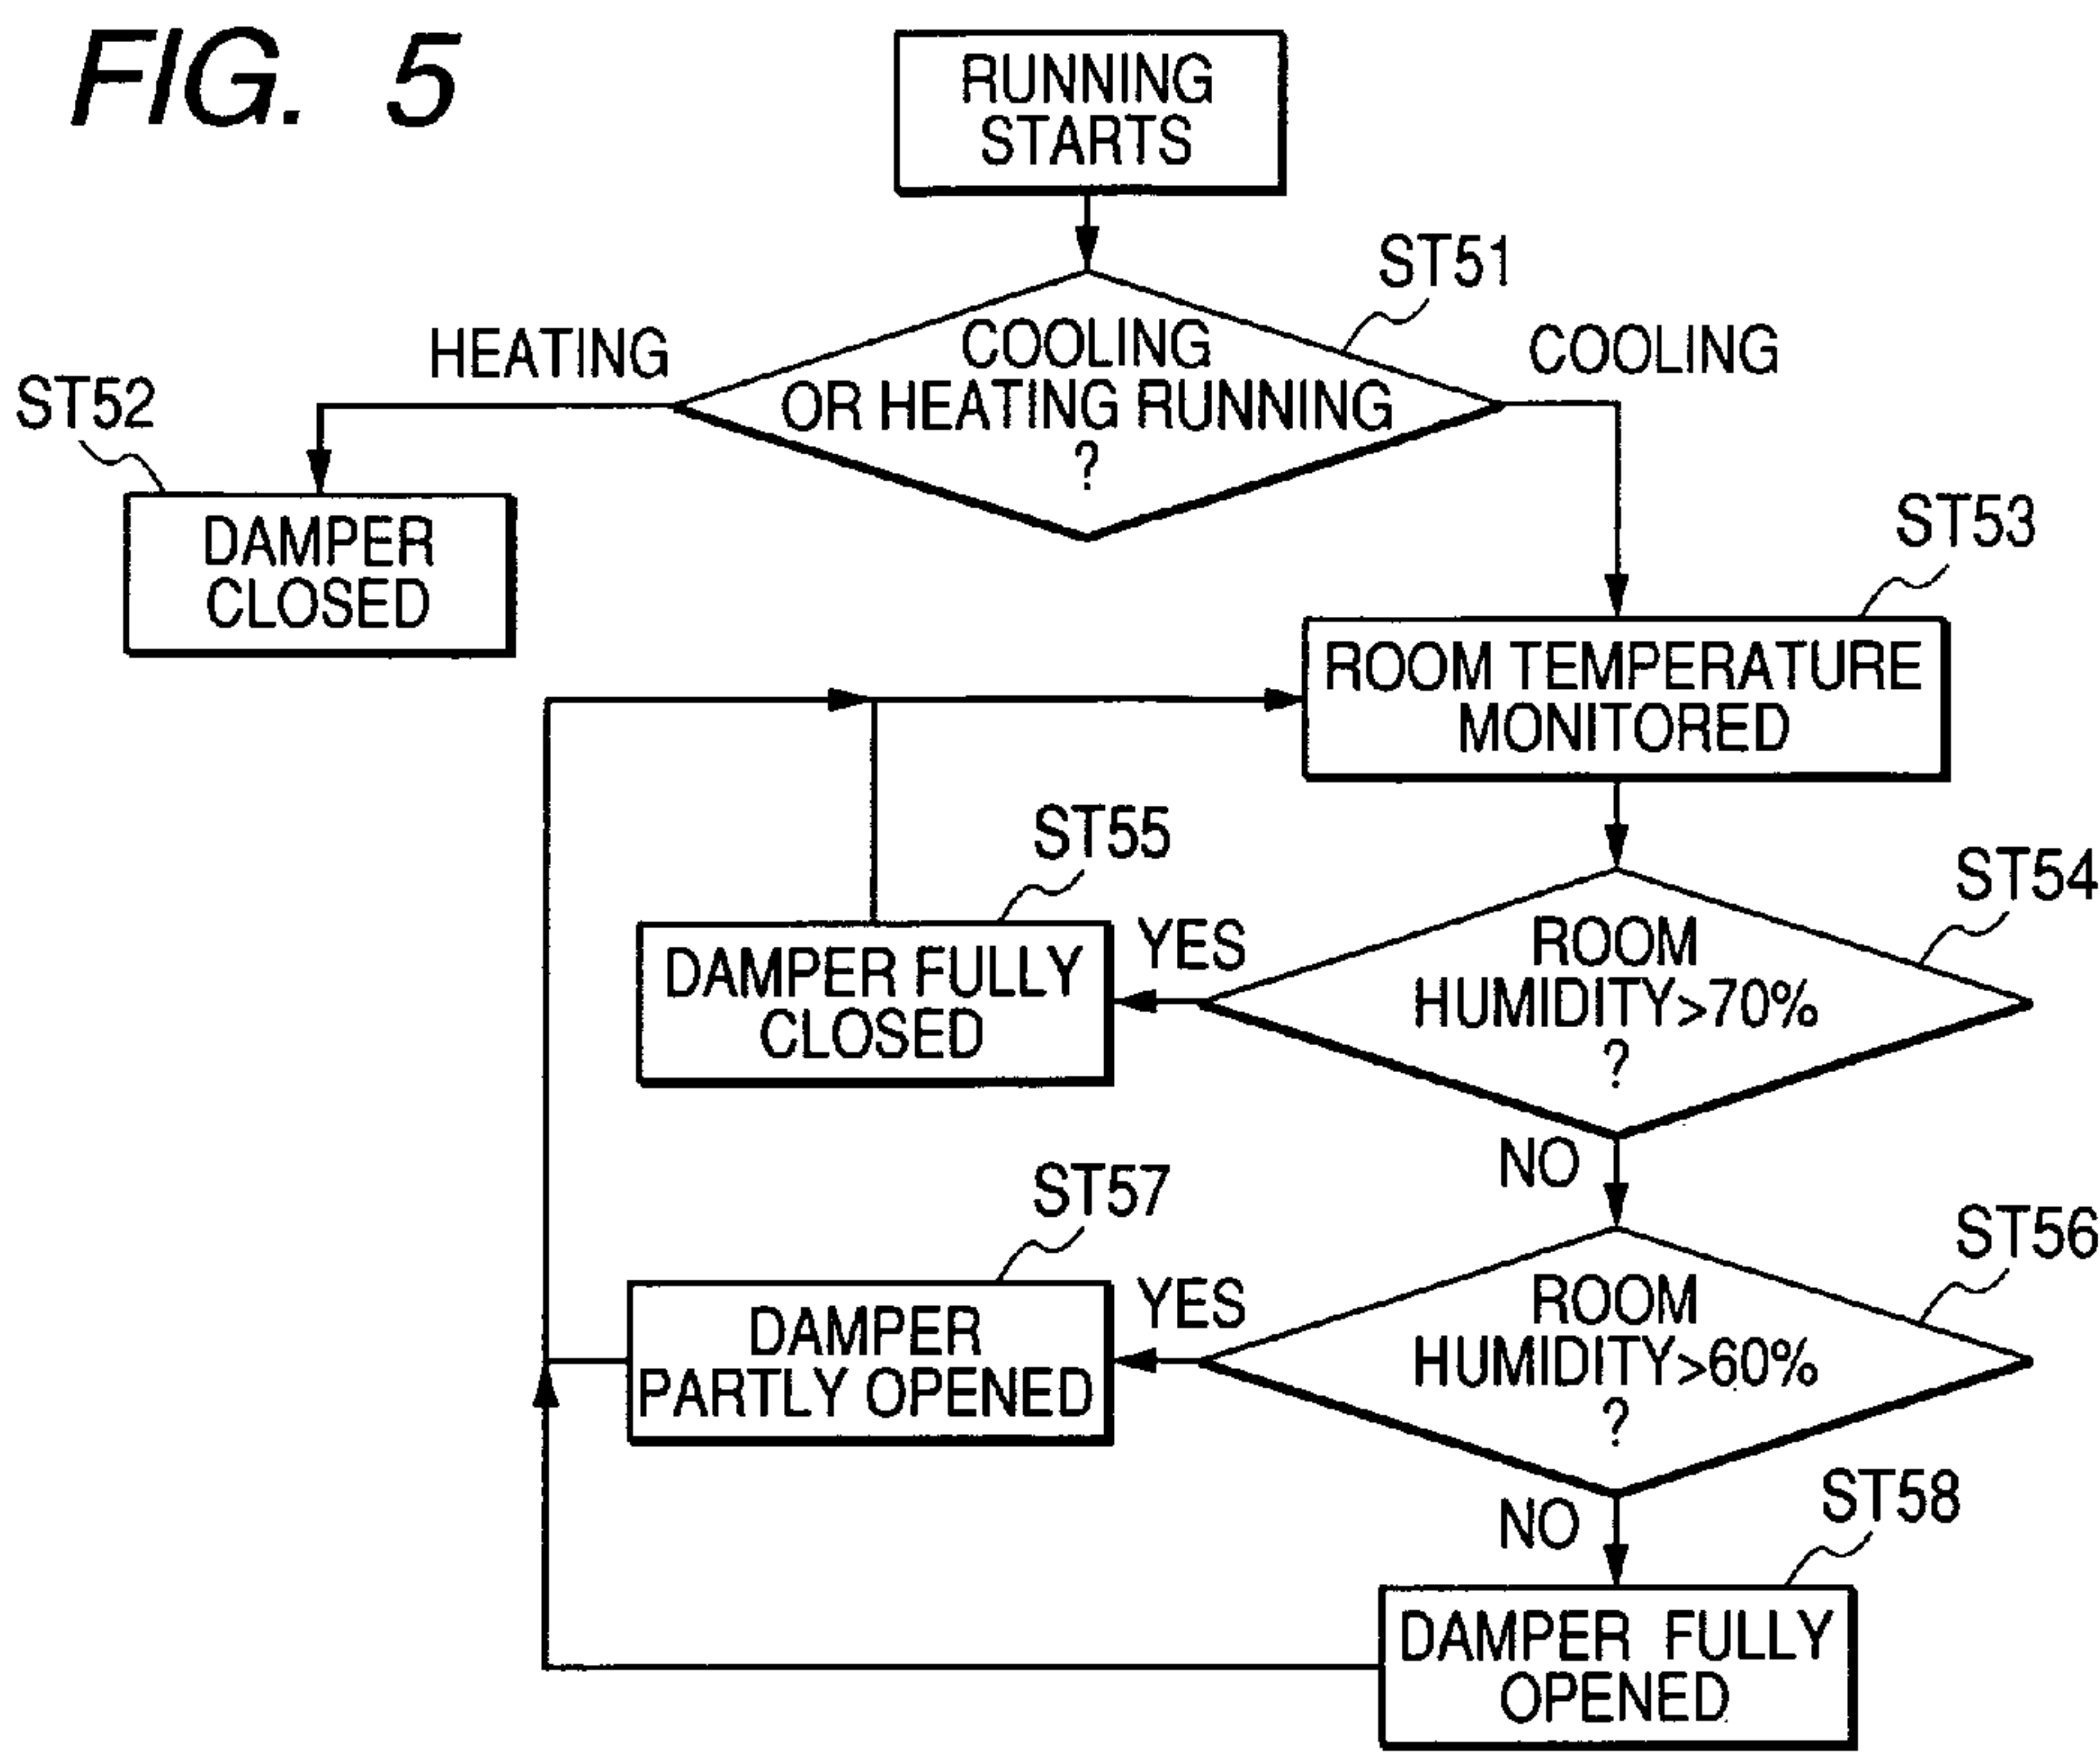 FIG. 5
RUNNING
STARTS
ST51
HEATING
COOLING
OR HEATING RUNNING
?
COOLING
ST52
DAMPER
CLOSED
ST53
ROOM TEMPERATURE
MONITORED
ST55
DAMPER FULLY
CLOSED
YES
ST54
ROOM
HUMIDITY>70%
?
NO
ST57
DAMPER
PARTLY OPENED
YES
ST56
ROOM
HUMIDITY>60%
?
NO
ST58
DAMPER FULLY
OPENED